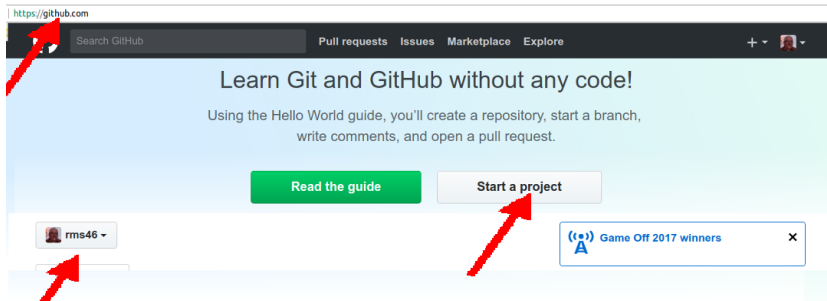 https://github.com
Search GitHub Pull requests Issues Marketplace Explore
Learn Git and GitHub without any code!
Using the Hello World guide, you’ll create a repository, start a branch,
write comments, and open a pull request.
Read the guide Start a project
rms46
Game Off 2017 winners